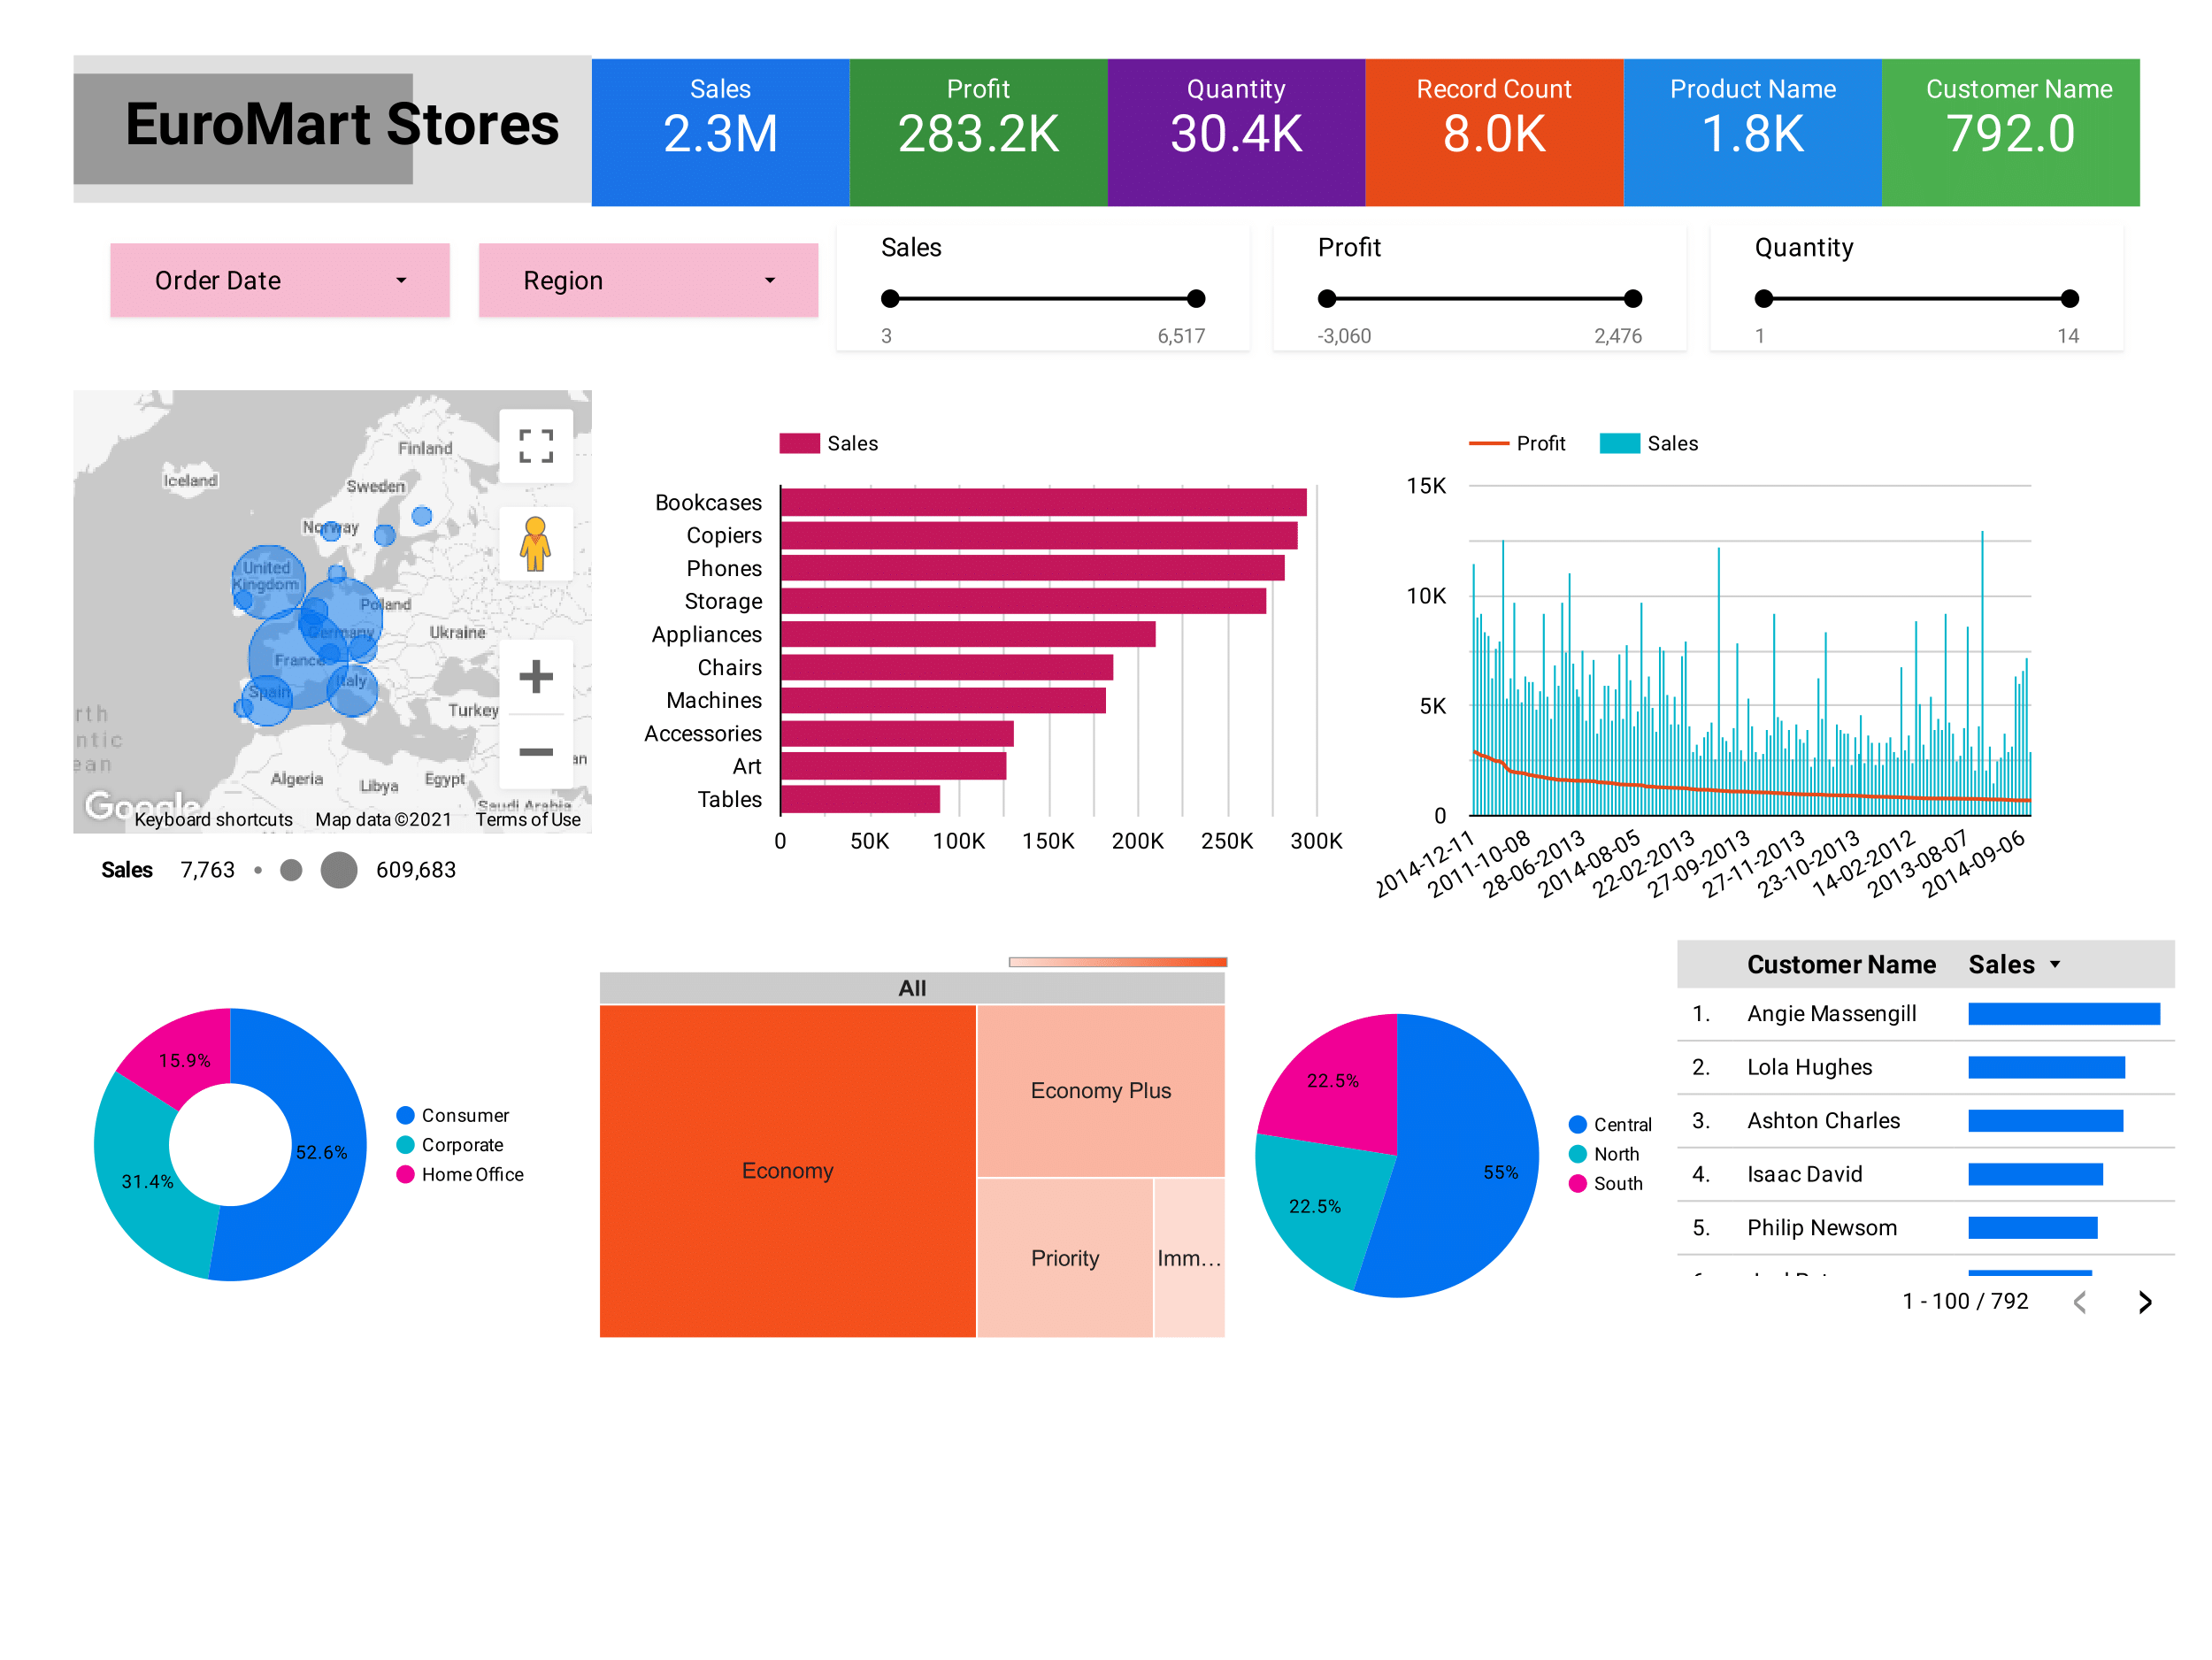 EuroMart Stores
Sales
2.3M
Profit
283.2K
Quantity
30.4K
Record Count
8.0K
Product Name
1.8K
Customer Name
792.0
Order Date
Region
Sales
3 6,517
Profit
-3,060 2,476
Quantity
1 14
Finland
Iceland
Sweden
Norway
United
Kingdom
Poland
Germany
Ukraine
France
Italy
Spain
Turkey
rth
ntic
ean
an
Algeria
Libya
Egypt
Saudi Arabia
Google
Keyboard shortcuts Map data ©2021 Terms of Use
Sales 7,763 609,683
Sales
Bookcases
Copiers
Phones
Storage
Appliances
Chairs
Machines
Accessories
Art
Tables
0 50K 100K 150K 200K 250K 300K
Profit Sales
15K
10K
5K
0
2014-12-11
2011-10-08
28-06-2013
2014-08-05
22-02-2013
27-09-2013
27-11-2013
23-10-2013
14-02-2012
2013-08-07
2014-09-06
15.9%
52.6%
31.4%
Consumer
Corporate
Home Office
All
Economy
Economy Plus
Priority
Imm...
22.5%
55%
22.5%
Central
North
South
Customer Name Sales
1. Angie Massengill
2. Lola Hughes
3. Ashton Charles
4. Isaac David
5. Philip Newsom
1 - 100 / 792